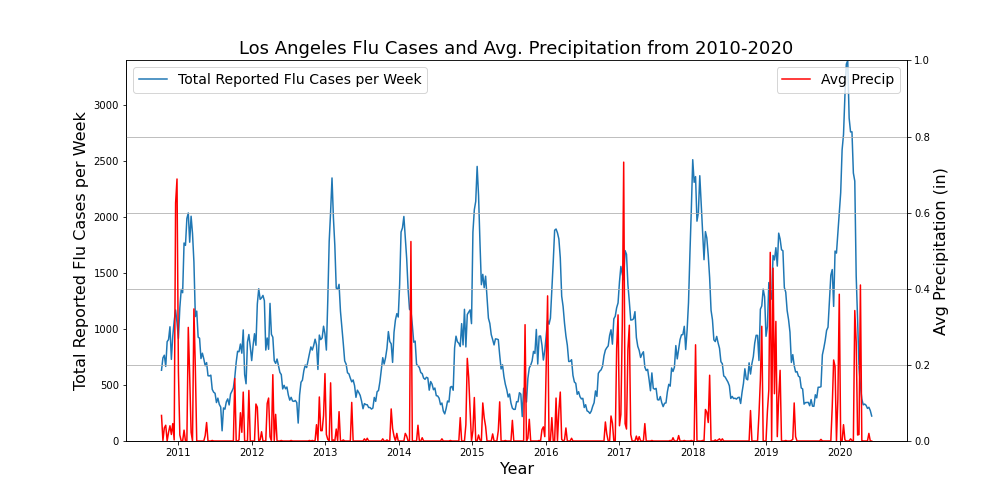 Los Angeles Flu Cases and Avg. Precipitation from 2010-2020
Total Reported Flu Cases per Week
Avg Precip
Total Reported Flu Cases per Week
3000
2500
2000
1500
1000
500
0
1.0
0.8
0.6
0.4
0.2
0.0
Avg Precipitation (in)
2011 2012 2013 2014 2015 2016 2017 2018 2019 2020
Year